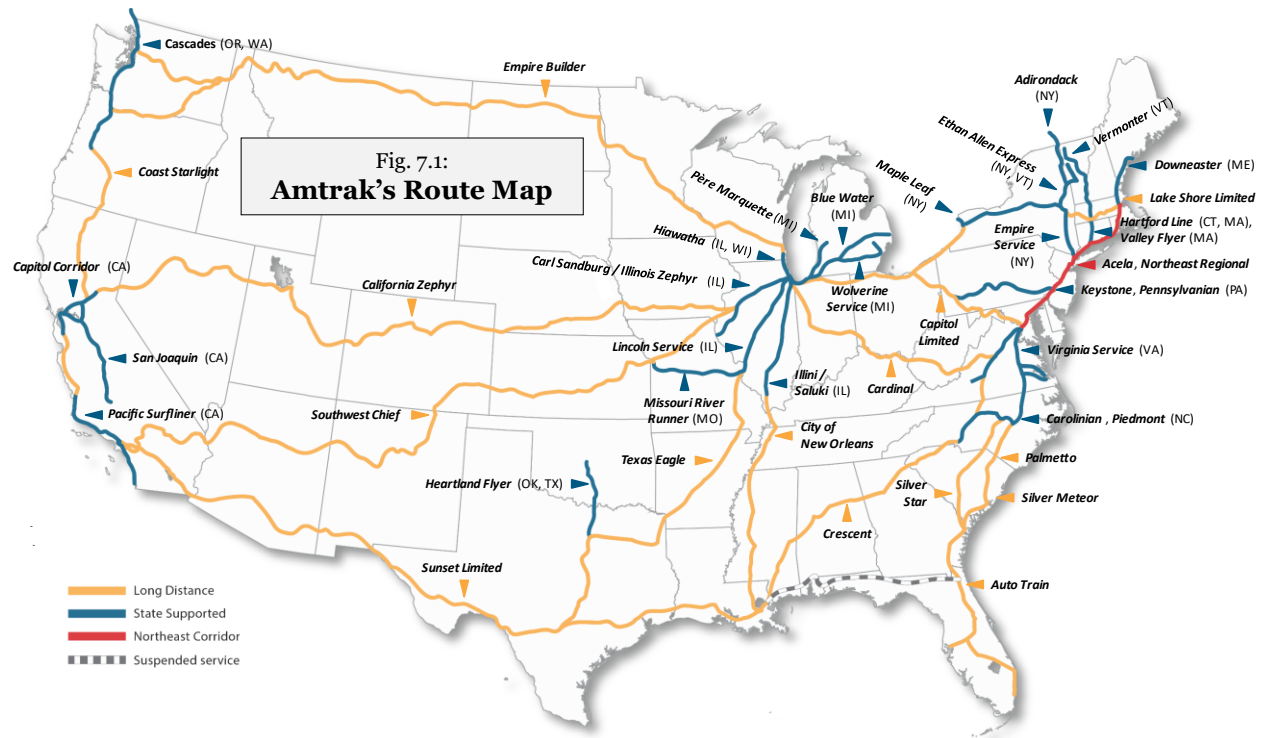 Cascades (OR, WA)
Empire Builder
Adirondack
(NY)
Vermonter (VT)
Ethan Allen Express
(NY, VT)
Fig. 7.1:
Amtrak's Route Map
Coast Starlight
Maple Leaf
(NY)
Downeaster (ME)
Père Marquette (MI)
Blue Water
(MI)
Lake Shore Limited
Hiawatha (IL, WI)
Empire
Service
(NY)
Hartford Line (CT, MA),
Valley Flyer (MA)
Capitol Corridor (CA)
Carl Sandburg / Illinois Zephyr (IL)
Acela, Northeast Regional
California Zephyr
Wolverine
Service (MI)
Keystone, Pennsylvanian (PA)
Capitol
Limited
San Joaquin (CA)
Lincoln Service (IL)
Virginia Service (VA)
Illini /
Saluki (IL)
Cardinal
Pacific Surfliner (CA)
Southwest Chief
Missouri River
Runner (MO)
Carolinian, Piedmont (NC)
City of
New Orleans
Texas Eagle
Palmetto
Heartland Flyer (OK, TX)
Silver
Star
Silver Meteor
Crescent
Sunset Limited
Auto Train
Long Distance
State Supported
Northeast Corridor
Suspended service